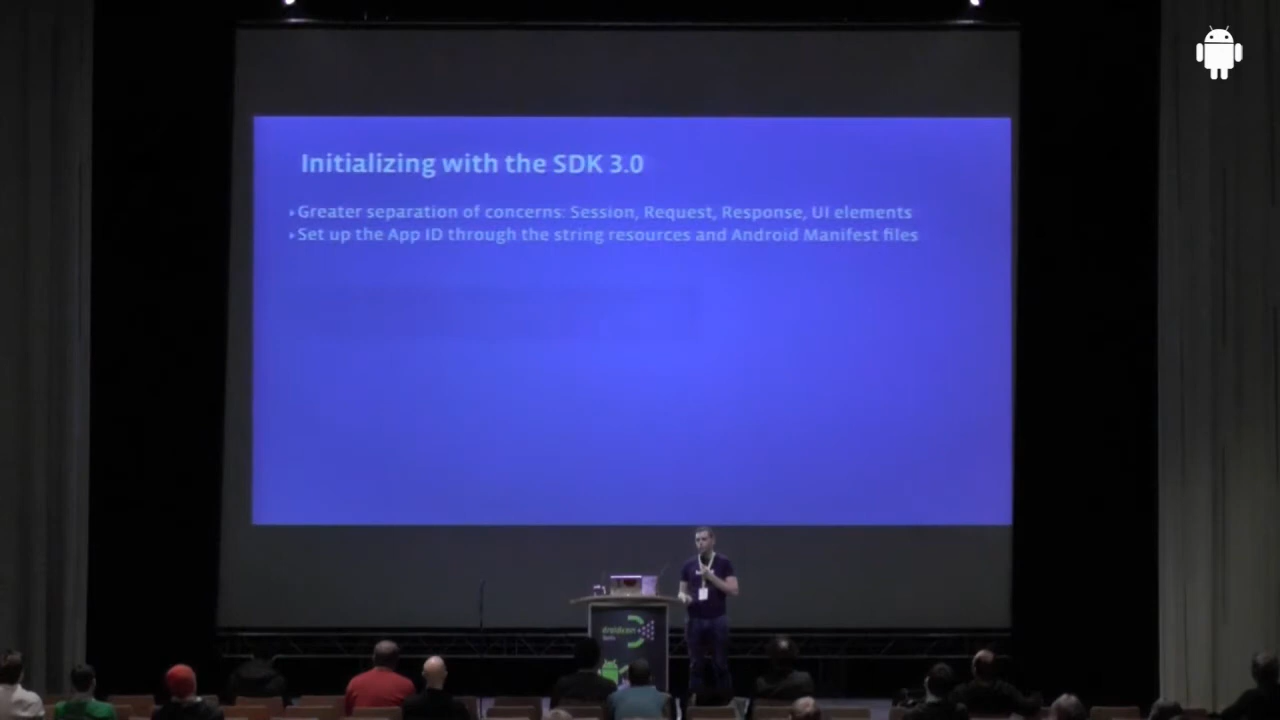 Initializing with the SDK 3.0
▸Greater separation of concerns: Session, Request, Response, UI elements
▸Set up the App ID through the string resources and Android Manifest files
droidcon